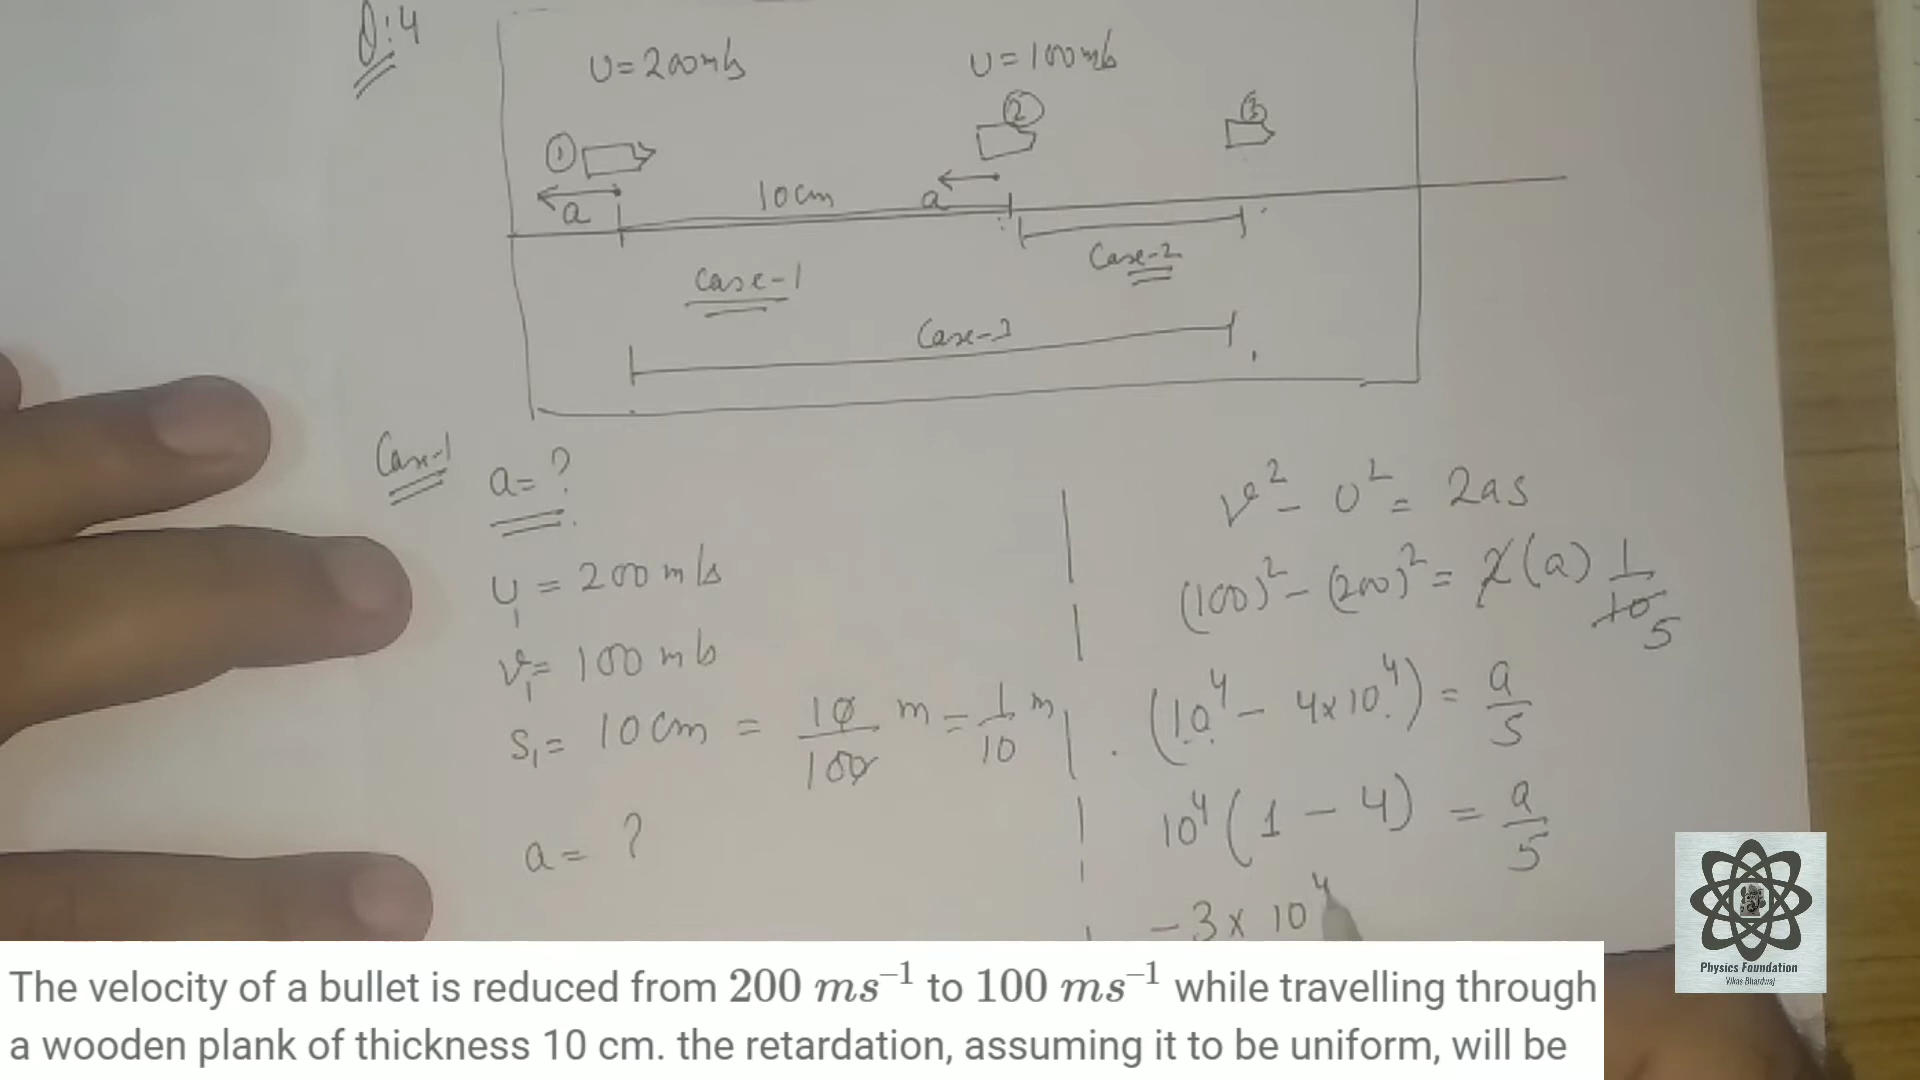 Q:4
U=200m/s U=100m/s
① ② ③
a 10cm a
Case-1 Case-2
Case-3
Case-1 a=?
u₁ = 200 m/s
v₁= 100 m/s
s₁= 10cm = 10/100 m = 1/10 m
a = ?
v² - u² = 2as
(100)² - (200)² = 2(a) 1/10 5
(10⁴ - 4×10⁴) = a/5
10⁴ (1 - 4) = a/5
-3 × 10⁴
Physics Foundation
Vikas Bhardwaj
The velocity of a bullet is reduced from 200 ms⁻¹ to 100 ms⁻¹ while travelling through
a wooden plank of thickness 10 cm. the retardation, assuming it to be uniform, will be